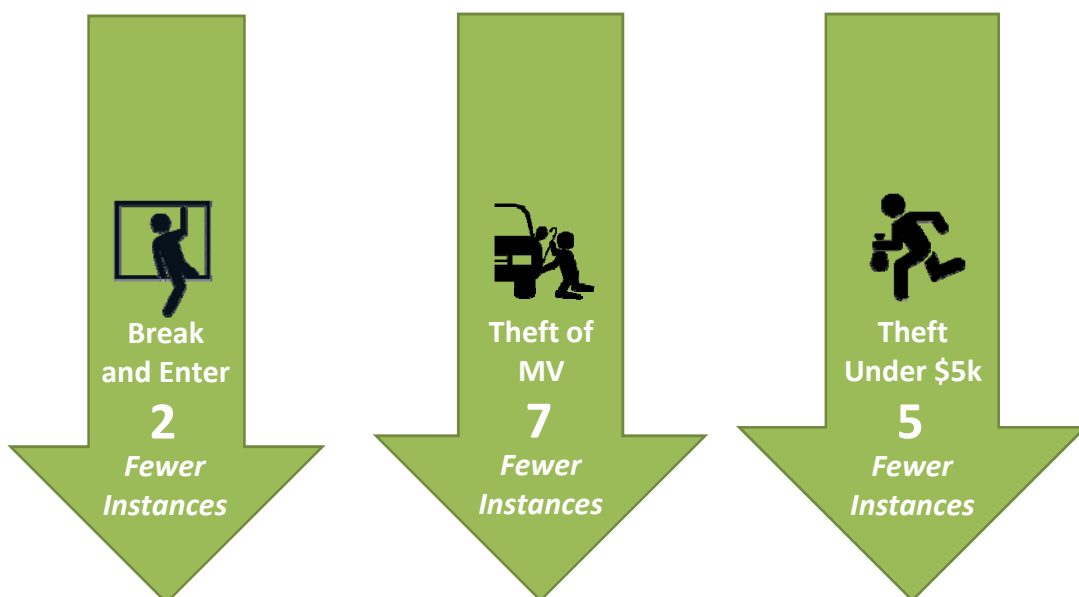 Break
and Enter
2
Fewer
Instances
Theft of
MV
7
Fewer
Instances
Theft
Under $5k
5
Fewer
Instances